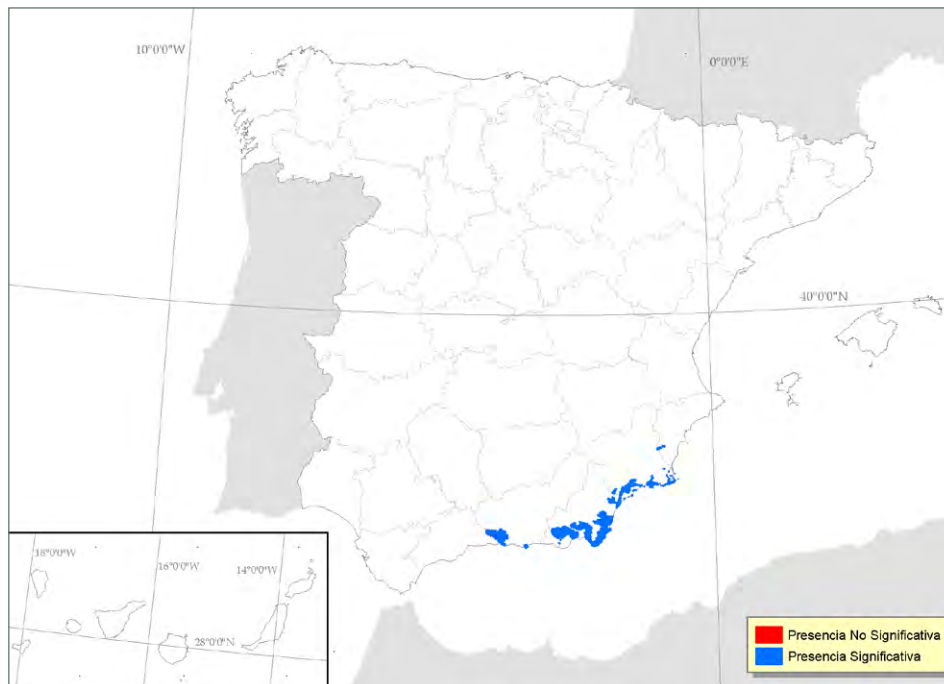 10°0'0"W
0°0'0"E
40°0'0"N
18°0'0"W
16°0'0"W
14°0'0"W
28°0'0"N
Presencia No Significativa
Presencia Significativa